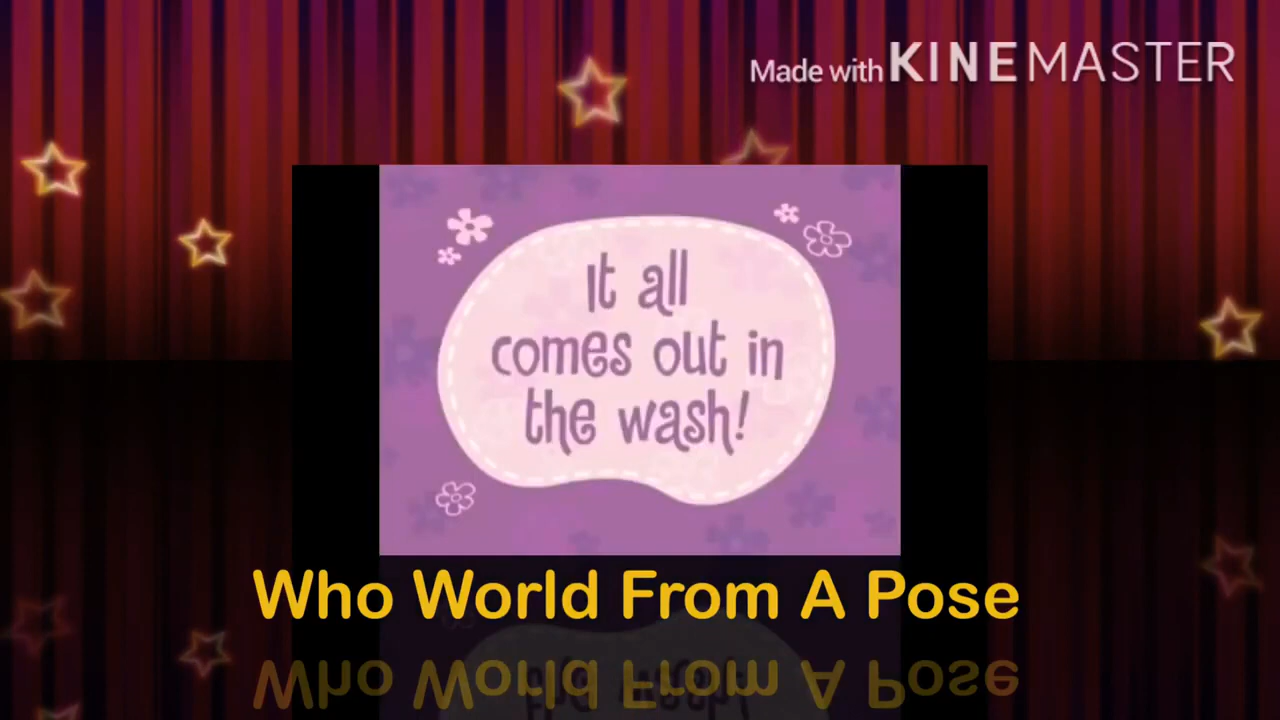 Made with KINEMASTER
It all
comes out in
the wash!
Who World From A Pose